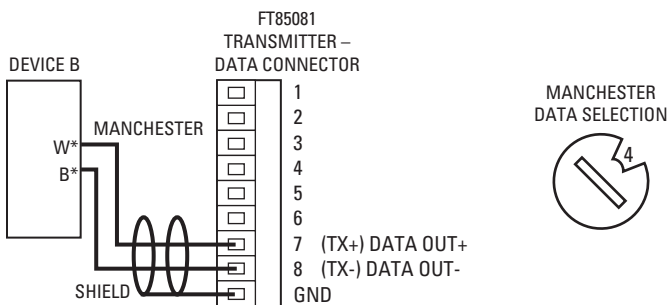 FT85081
TRANSMITTER –
DATA CONNECTOR
DEVICE B
W*
B*
MANCHESTER
SHIELD
1
2
3
4
5
6
7 (TX+) DATA OUT+
8 (TX-) DATA OUT-
GND
MANCHESTER
DATA SELECTION
4